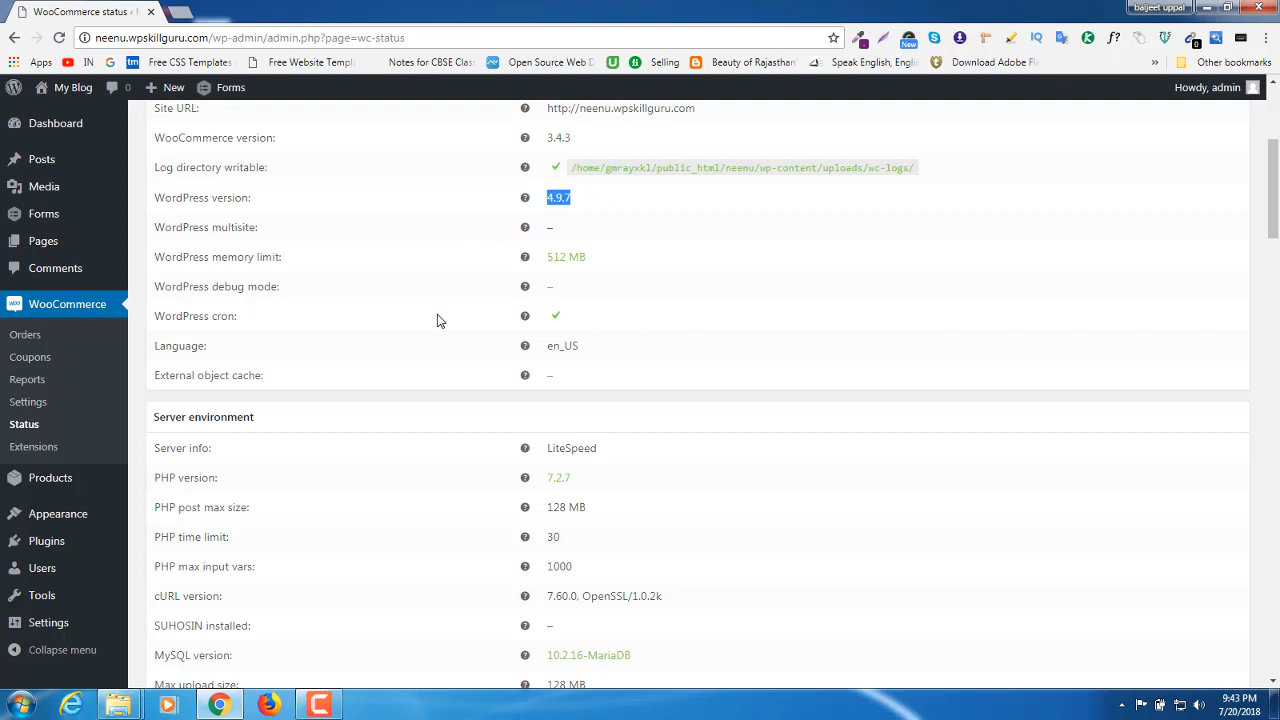 WooCommerce status ‹
baljeet uppal
neenu.wpskillguru.com/wp-admin/admin.php?page=wc-status
New
0
Apps
IN
Free CSS Templates
Free Website Templ
Notes for CBSE Clas
Open Source Web D
Selling
Beauty of Rajasthan
Speak English, Engli
Download Adobe Fl
Other bookmarks
My Blog
0
New
Forms
Howdy, admin
Dashboard
Posts
Media
Forms
Pages
Comments
WooCommerce
Orders
Coupons
Reports
Settings
Status
Extensions
Products
Appearance
Plugins
Users
Tools
Settings
Collapse menu
Site URL: http://neenu.wpskillguru.com
WooCommerce version: 3.4.3
Log directory writable: ✔ /home/gmrayxkl/public_html/neenu/wp-content/uploads/wc-logs/
WordPress version: 4.9.7
WordPress multisite: –
WordPress memory limit: 512 MB
WordPress debug mode: –
WordPress cron: ✔
Language: en_US
External object cache: –
Server environment
Server info: LiteSpeed
PHP version: 7.2.7
PHP post max size: 128 MB
PHP time limit: 30
PHP max input vars: 1000
cURL version: 7.60.0, OpenSSL/1.0.2k
SUHOSIN installed: –
MySQL version: 10.2.16-MariaDB
Max upload size: 128 MB
9:43 PM
7/20/2018